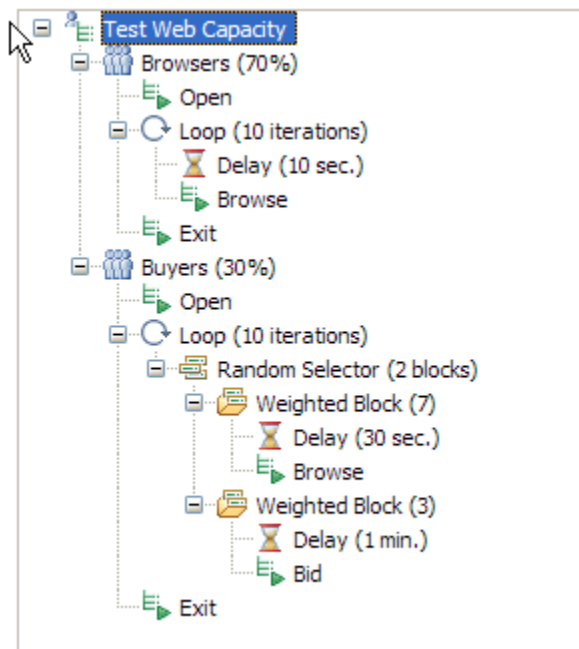 Test Web Capacity
Browsers (70%)
Open
Loop (10 iterations)
Delay (10 sec.)
Browse
Exit
Buyers (30%)
Open
Loop (10 iterations)
Random Selector (2 blocks)
Weighted Block (7)
Delay (30 sec.)
Browse
Weighted Block (3)
Delay (1 min.)
Bid
Exit